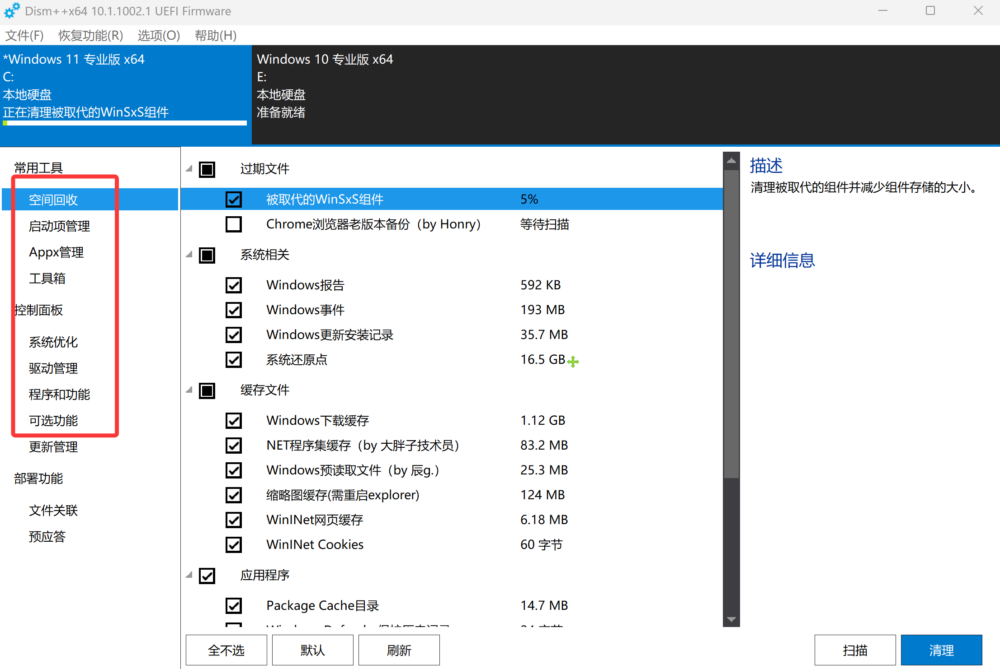 Dism++x64 10.1.1002.1 UEFI Firmware
文件(F) 恢复功能(R) 选项(O) 帮助(H)
*Windows 11 专业版 x64
C:
本地硬盘
正在清理被取代的WinSxS组件
Windows 10 专业版 x64
E:
本地硬盘
准备就绪
常用工具
空间回收
启动项管理
Appx管理
工具箱
控制面板
系统优化
驱动管理
程序和功能
可选功能
更新管理
部署功能
文件关联
预应答
过期文件
被取代的WinSxS组件 5%
Chrome浏览器老版本备份（by Honry） 等待扫描
系统相关
Windows报告 592 KB
Windows事件 193 MB
Windows更新安装记录 35.7 MB
系统还原点 16.5 GB
缓存文件
Windows下载缓存 1.12 GB
NET程序集缓存（by 大胖子技术员） 83.2 MB
Windows预读取文件（by 辰g.） 25.3 MB
缩略图缓存(需重启explorer) 124 MB
WinINet网页缓存 6.18 MB
WinINet Cookies 60 字节
应用程序
Package Cache目录 14.7 MB
描述
清理被取代的组件并减少组件存储的大小。
详细信息
全不选 默认 刷新 扫描 清理